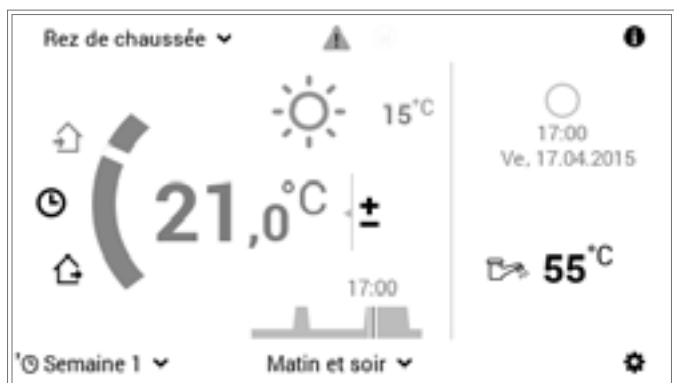 Rez de chaussée
15°C
17:00
Ve, 17.04.2015
21,0°C
±
55°C
17:00
Semaine 1
Matin et soir